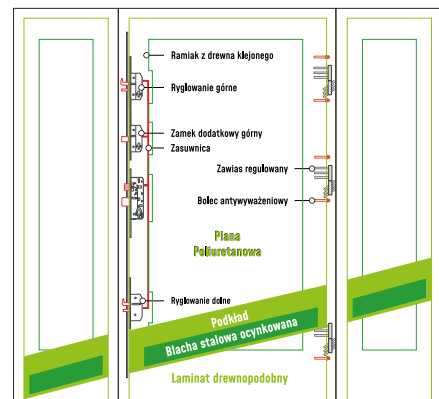 Ramiak z drewna klejonego
Ryglowanie górne
Zamek dodatkowy górny
Zasuwnica
Zawias regulowany
Bolec antywyważeniowy
Piana
Poliuretanowa
Ryglowanie dolne
Podkład
Blacha stalowa ocynkowana
Laminat drewnopodobny